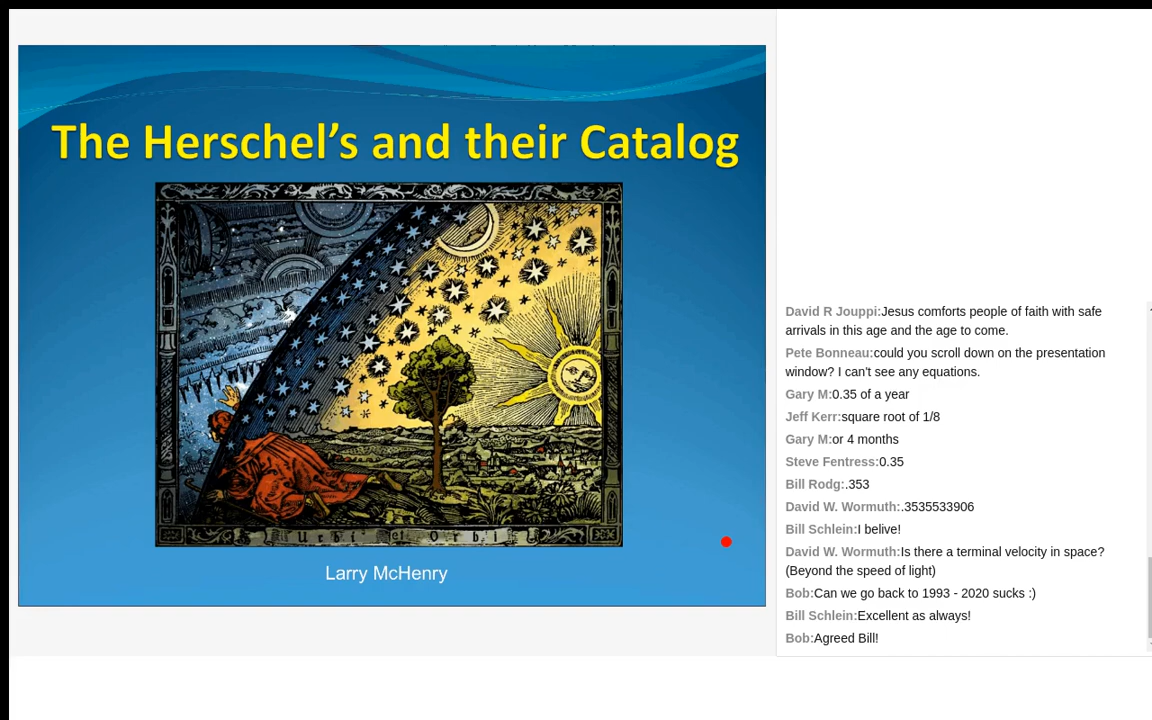 The Herschel’s and their Catalog
Urbi et Orbi
Larry McHenry
David R Jouppi:Jesus comforts people of faith with safe
arrivals in this age and the age to come.
Pete Bonneau:could you scroll down on the presentation
window? I can't see any equations.
Gary M:0.35 of a year
Jeff Kerr:square root of 1/8
Gary M:or 4 months
Steve Fentress:0.35
Bill Rodg:.353
David W. Wormuth:.3535533906
Bill Schlein:I belive!
David W. Wormuth:Is there a terminal velocity in space?
(Beyond the speed of light)
Bob:Can we go back to 1993 - 2020 sucks :)
Bill Schlein:Excellent as always!
Bob:Agreed Bill!